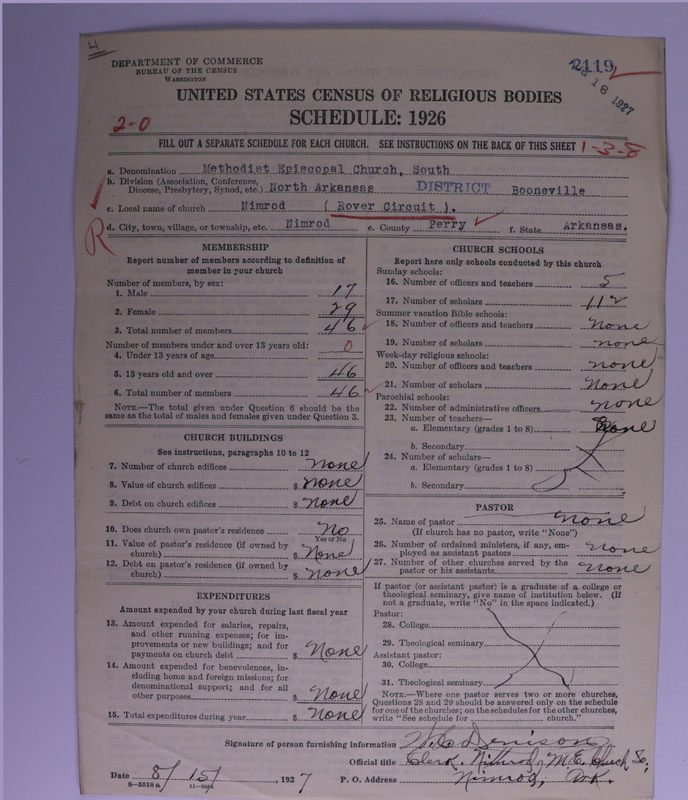 4
DEPARTMENT OF COMMERCE
BUREAU OF THE CENSUS
WASHINGTON
2119
18 1927
UNITED STATES CENSUS OF RELIGIOUS BODIES
SCHEDULE: 1926
2-0
FILL OUT A SEPARATE SCHEDULE FOR EACH CHURCH. SEE INSTRUCTIONS ON THE BACK OF THIS SHEET
1-3-8
a. Denomination Methodist Episcopal Church, South
b. Division (Association, Conference, Diocese, Presbytery, Synod, etc.) North Arkansas DISTRICT Booneville
c. Local name of church Nimrod ( Rover Circuit ).
d. City, town, village, or township, etc. Nimrod e. County Perry f. State Arkansas.
R
MEMBERSHIP
Report number of members according to definition of
member in your church
Number of members, by sex:
1. Male 17
2. Female 29
3. Total number of members 46
Number of members under and over 13 years old:
4. Under 13 years of age 0
5. 13 years old and over 46
6. Total number of members 46
NOTE.—The total given under Question 6 should be
same as the total of males and females given under Question 3.
CHURCH BUILDINGS
See instructions, paragraphs 10 to 12
7. Number of church edifices None
8. Value of church edifices $ None
9. Debt on church edifices $ None
10. Does church own pastor's residence No
Yes or No
11. Value of pastor's residence (if owned by
church) $ None
12. Debt on pastor's residence (if owned by
church) $ None
EXPENDITURES
Amount expended by your church during last fiscal year
13. Amount expended for salaries, repairs,
and other running expenses; for im-
provements or new buildings; and for
payments on church debt $ None
14. Amount expended for benevolences, in-
cluding home and foreign missions; for
denominational support; and for all
other purposes $ None
15. Total expenditures during year $ None
CHURCH SCHOOLS
Report here only schools conducted by this church
Sunday schools:
16. Number of officers and teachers 5
17. Number of scholars 112
Summer vacation Bible schools:
18. Number of officers and teachers None
19. Number of scholars none
Week-day religious schools:
20. Number of officers and teachers none
21. Number of scholars None
Parochial schools:
22. Number of administrative officers none
23. Number of teachers—
a. Elementary (grades 1 to 8) None
b. Secondary
24. Number of scholars—
a. Elementary (grades 1 to 8)
b. Secondary
PASTOR
25. Name of pastor none
(If church has no pastor, write "None")
26. Number of ordained ministers, if any, em-
ployed as assistant pastors none
27. Number of other churches served by the
pastor or his assistants None
If pastor (or assistant pastor) is a graduate of a college or
theological seminary, give name of institution below. (If
not a graduate, write "No" in the space indicated.)
Pastor:
28. College
29. Theological seminary
Assistant pastor:
30. College
31. Theological seminary
NOTE.—Where one pastor serves two or more churches,
Questions 28 and 29 should be answered only on the schedule
for one of the churches; on the schedules for the other churches,
write "See schedule for church."
Signature of person furnishing information W. C. Denison
Official title Clerk. Nimrod, M.E. Church So,
Date 8/15/, 1927 P. O. Address Nimrod, Ark.